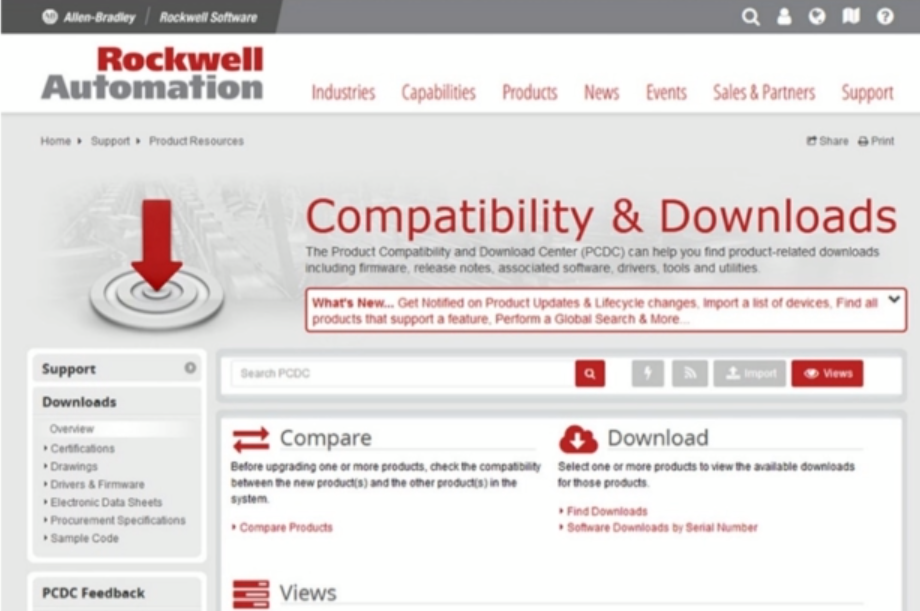 Allen-Bradley Rockwell Software
Rockwell
Automation
Industries Capabilities Products News Events Sales & Partners Support
Home Support Product Resources
Share Print
Compatibility & Downloads
The Product Compatibility and Download Center (PCDC) can help you find product-related downloads
including firmware, release notes, associated software, drivers, tools and utilities.
What's New... Get Notified on Product Updates & Lifecycle changes, Import a list of devices, Find all
products that support a feature, Perform a Global Search & More...
Support
Downloads
Overview
Certifications
Drawings
Drivers & Firmware
Electronic Data Sheets
Procurement Specifications
Sample Code
PCDC Feedback
Search PCDC
Import
Views
Compare
Before upgrading one or more products, check the compatibility
between the new product(s) and the other product(s) in the
system.
Compare Products
Download
Select one or more products to view the available downloads
for those products.
Find Downloads
Software Downloads by Serial Number
Views